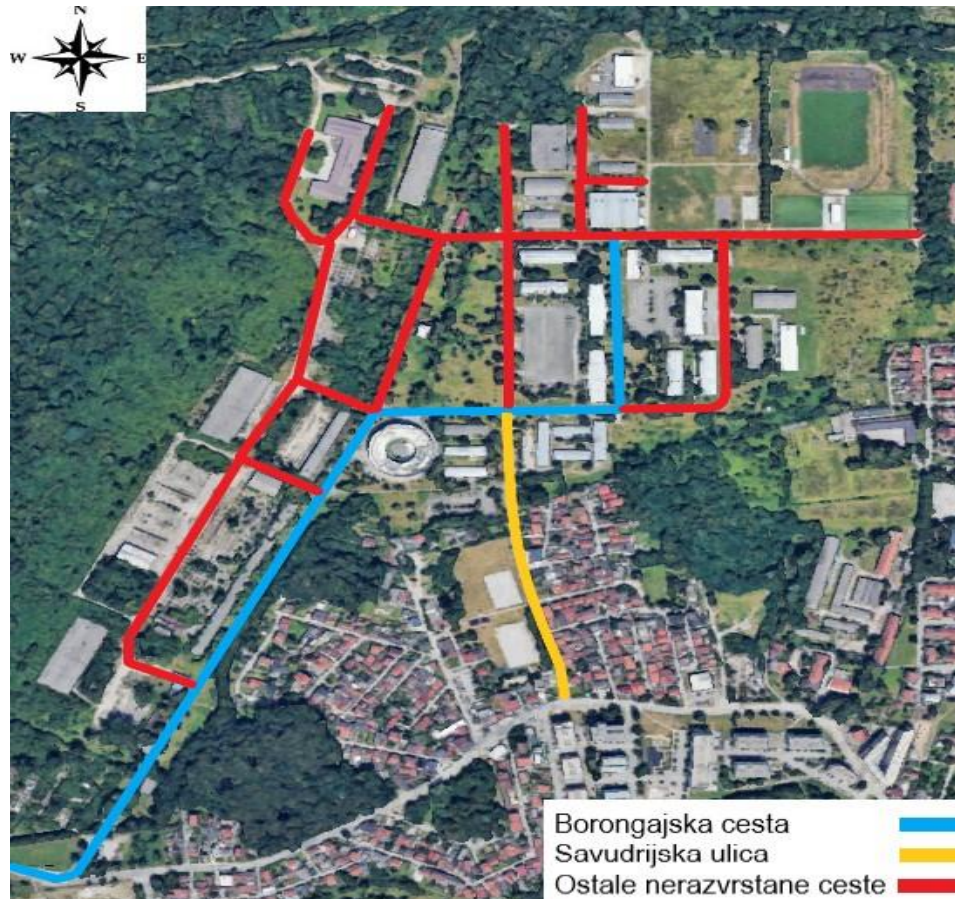 N
W E
S
Borongajska cesta
Savudrijska ulica
Ostale nerazvrstane ceste